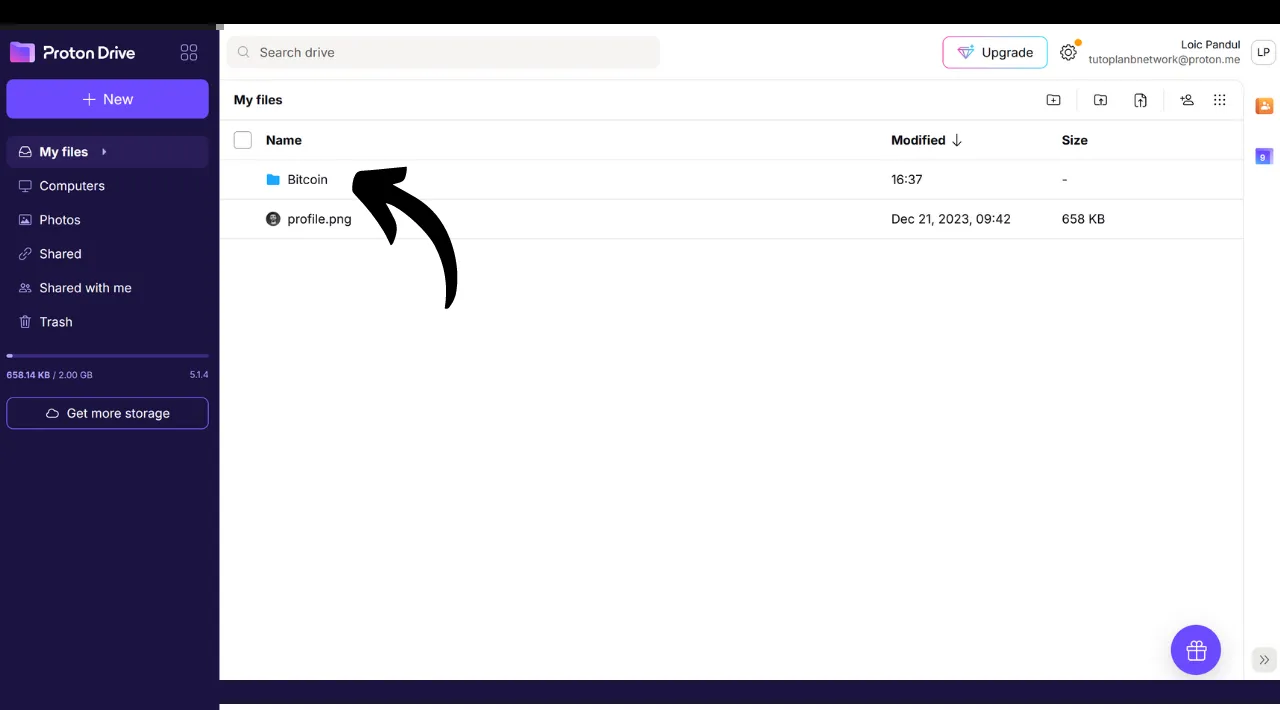 Proton Drive
New
My files
Computers
Photos
Shared
Shared with me
Trash
658.14 KB / 2.00 GB 5.1.4
Get more storage
Search drive
Upgrade
Loic Pandul
tutoplanbnetwork@proton.me
LP
My files
Name Modified Size
Bitcoin 16:37 -
profile.png Dec 21, 2023, 09:42 658 KB
9